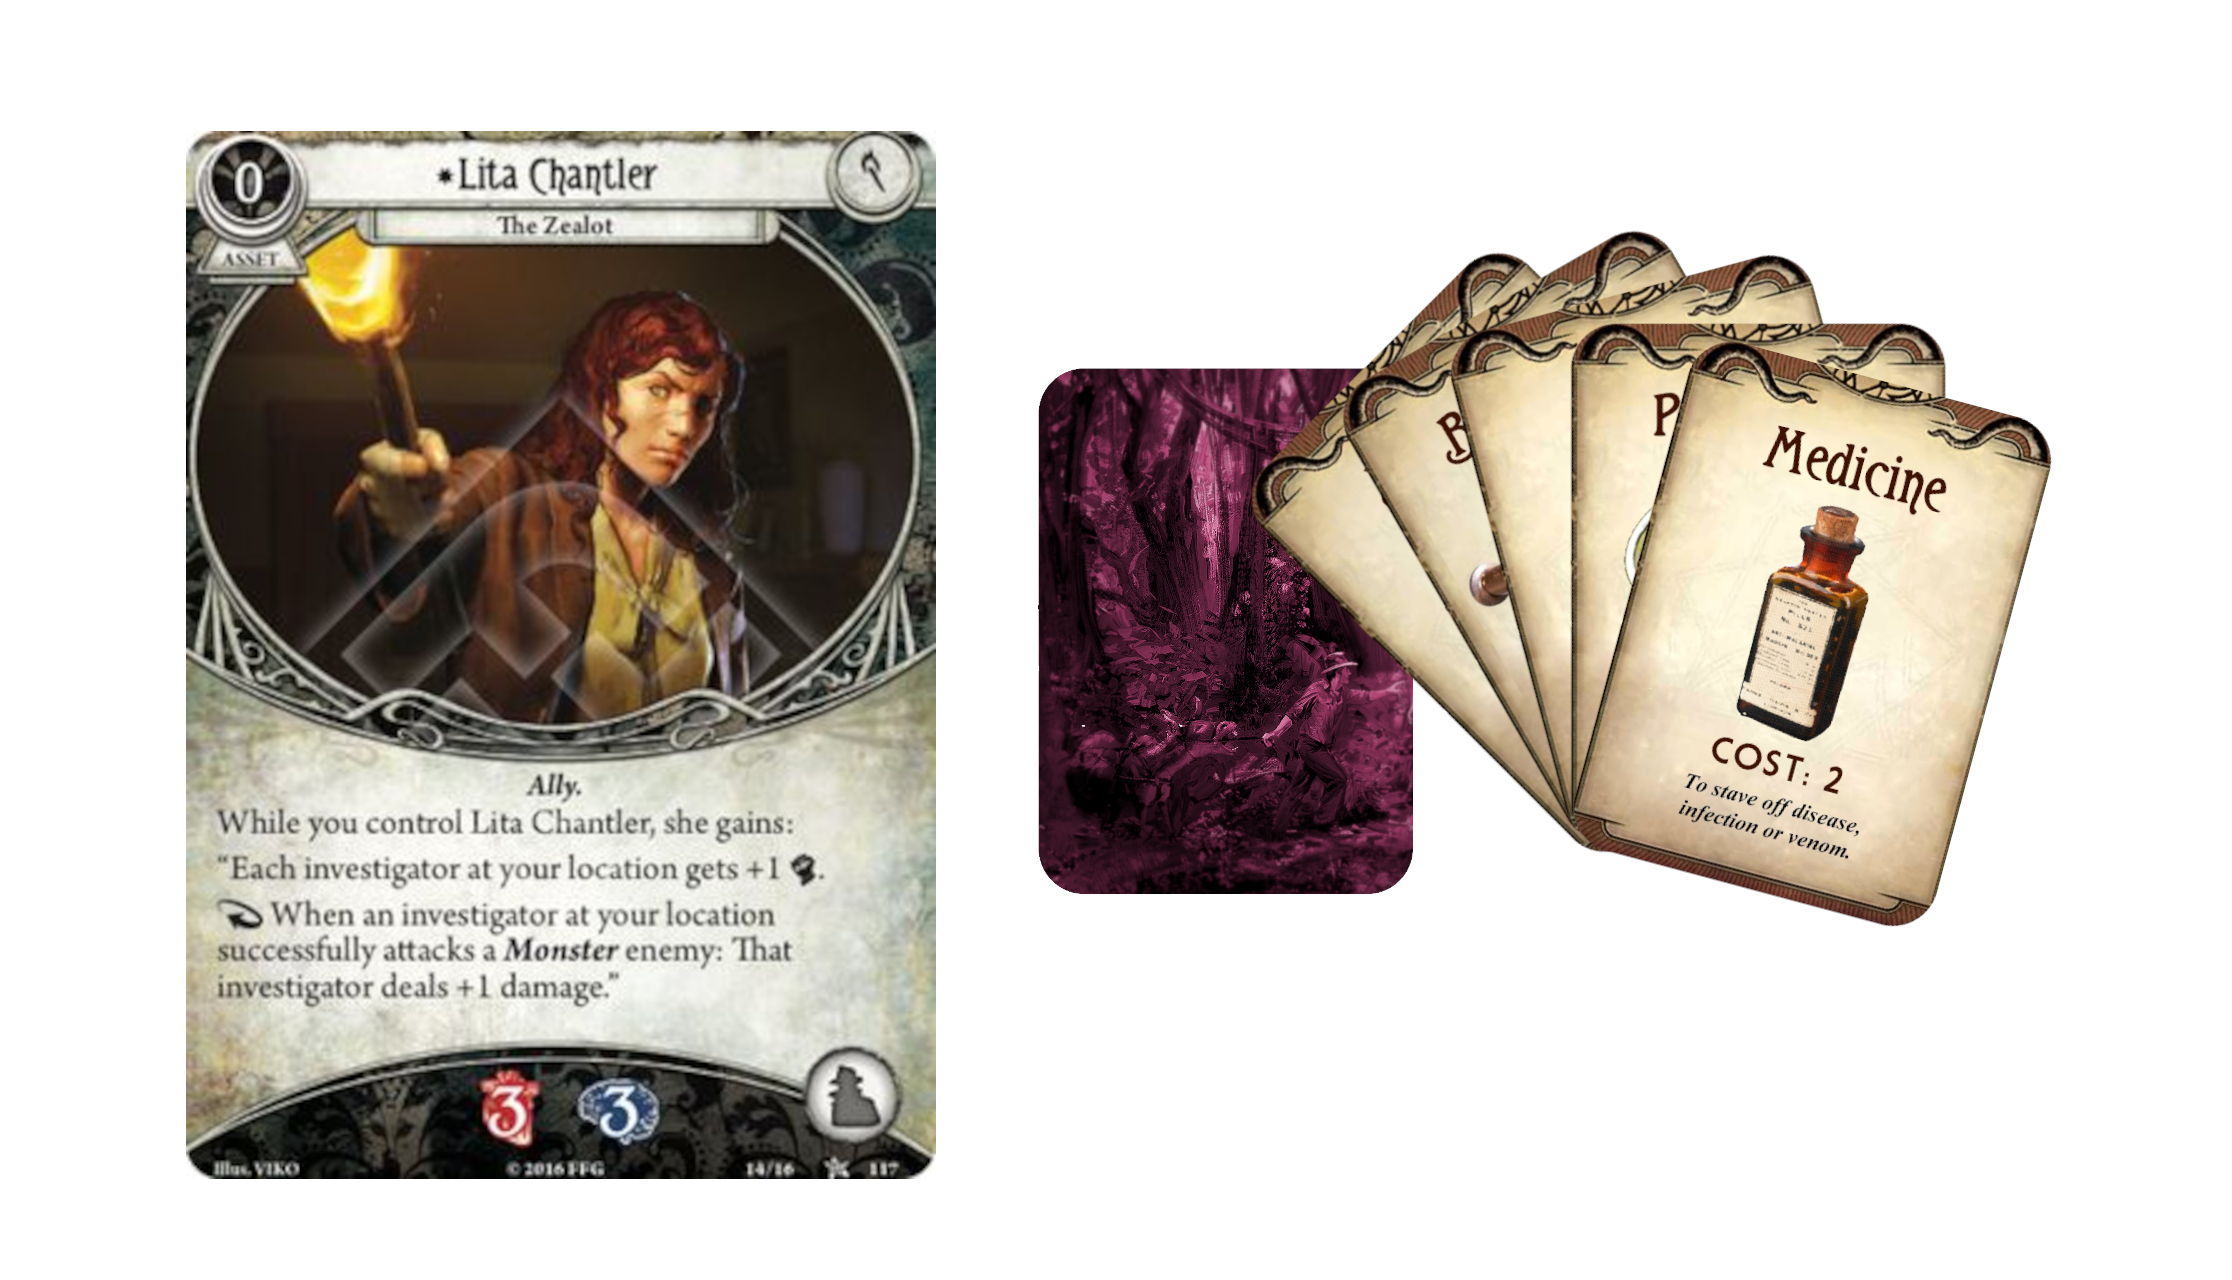 0
Lita Chantler
The Zealot
ASSET
Ally.
While you control Lita Chantler, she gains:
"Each investigator at your location gets +1 .
When an investigator at your location
successfully attacks a Monster enemy: That
investigator deals +1 damage."
3 3
Illus. VIKO © 2016 FFG 14/16 117
B
P
Medicine
COST: 2
To stave off disease,
infection or venom.